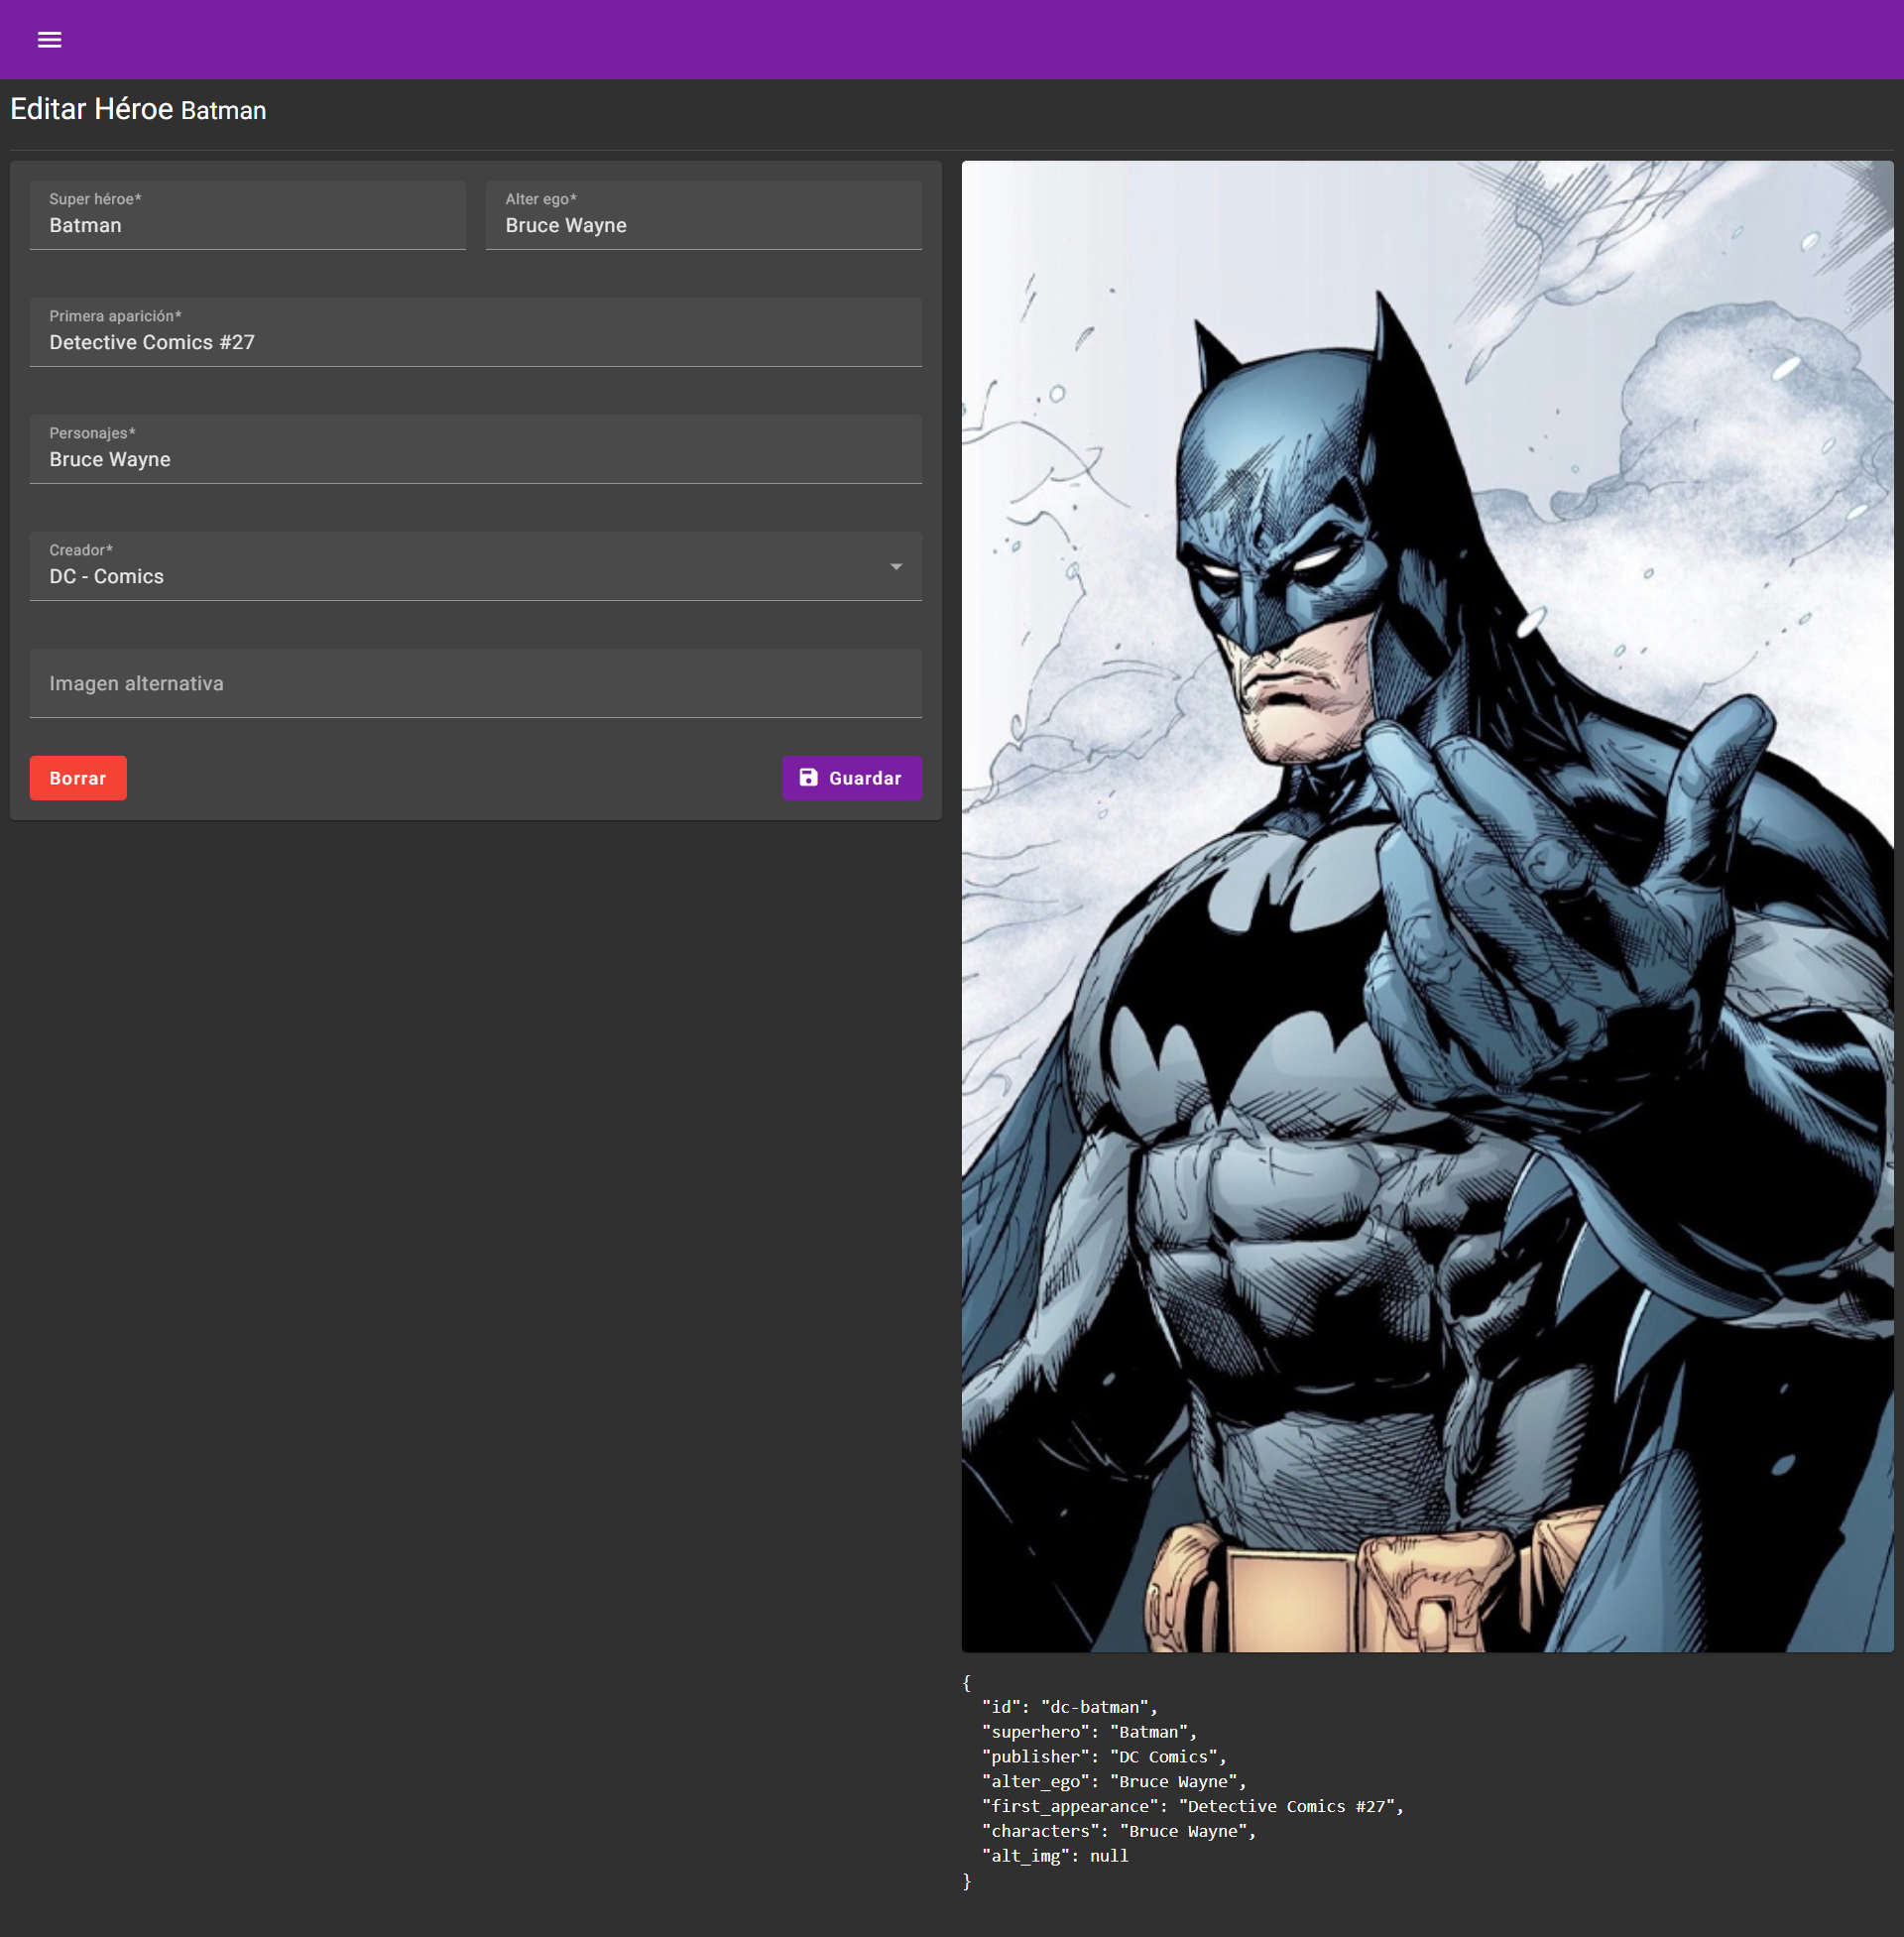 Editar Héroe Batman
Super héroe*
Batman
Alter ego*
Bruce Wayne
Primera aparición*
Detective Comics #27
Personajes*
Bruce Wayne
Creador*
DC - Comics
Imagen alternativa
Borrar
Guardar
{
"id": "dc-batman",
"superhero": "Batman",
"publisher": "DC Comics",
"alter_ego": "Bruce Wayne",
"first_appearance": "Detective Comics #27",
"characters": "Bruce Wayne",
"alt_img": null
}